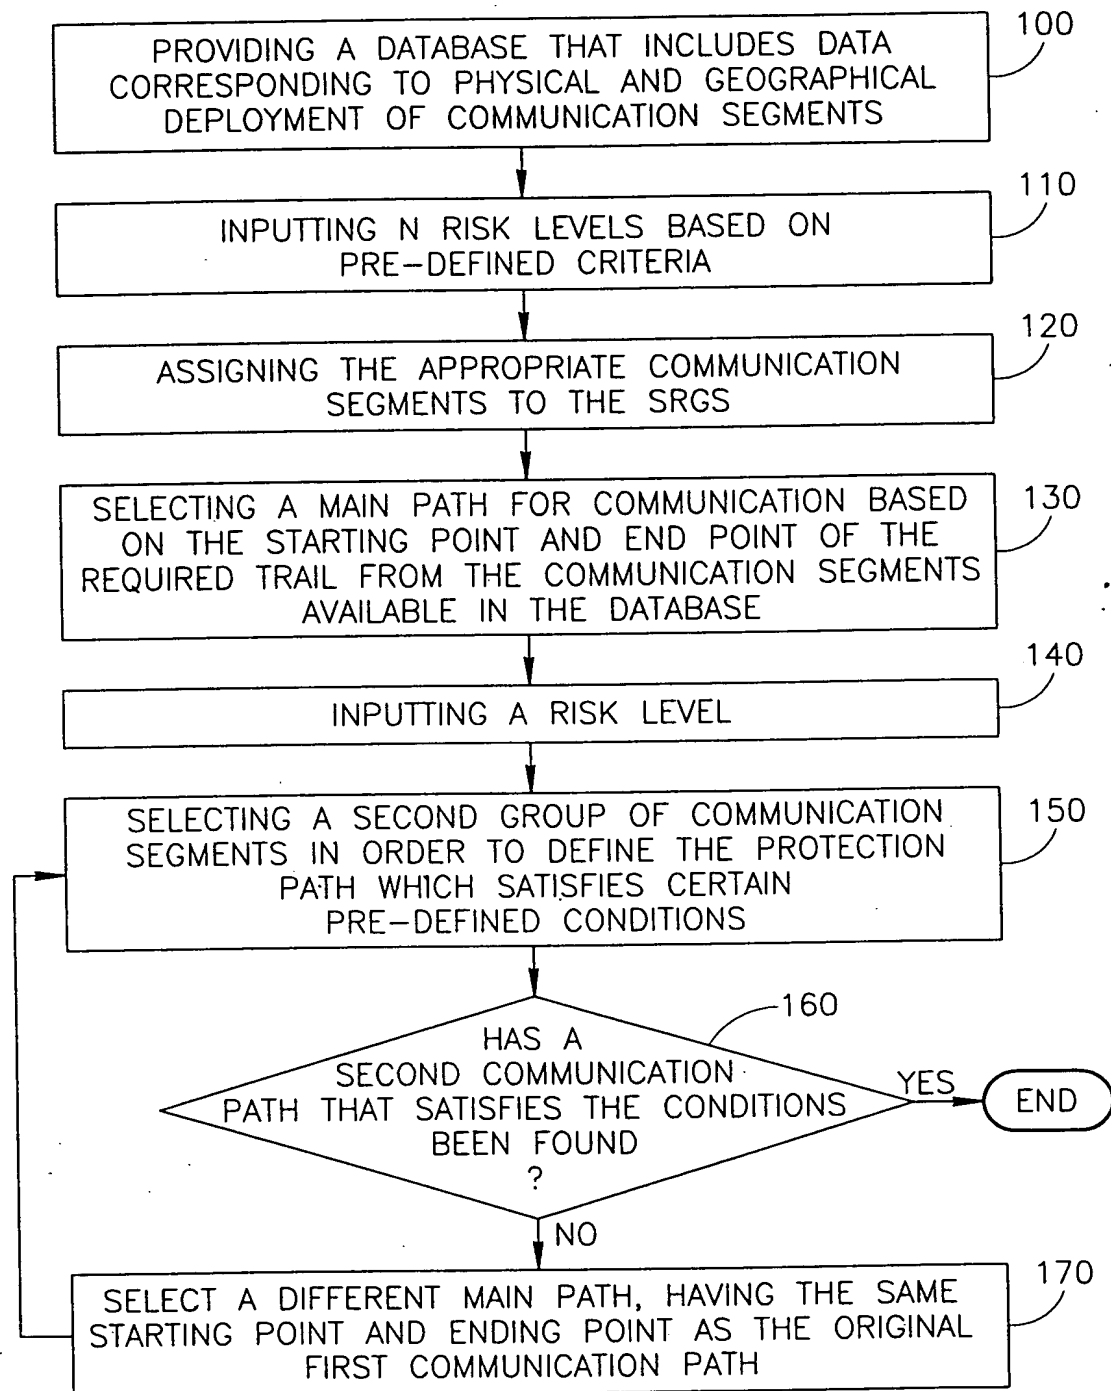 100
PROVIDING A DATABASE THAT INCLUDES DATA
CORRESPONDING TO PHYSICAL AND GEOGRAPHICAL
DEPLOYMENT OF COMMUNICATION SEGMENTS
110
INPUTTING N RISK LEVELS BASED ON
PRE-DEFINED CRITERIA
120
ASSIGNING THE APPROPRIATE COMMUNICATION
SEGMENTS TO THE SRGS
130
SELECTING A MAIN PATH FOR COMMUNICATION BASED
ON THE STARTING POINT AND END POINT OF THE
REQUIRED TRAIL FROM THE COMMUNICATION SEGMENTS
AVAILABLE IN THE DATABASE
140
INPUTTING A RISK LEVEL
150
SELECTING A SECOND GROUP OF COMMUNICATION
SEGMENTS IN ORDER TO DEFINE THE PROTECTION
PATH WHICH SATISFIES CERTAIN
PRE-DEFINED CONDITIONS
160
HAS A
SECOND COMMUNICATION
PATH THAT SATISFIES THE CONDITIONS
BEEN FOUND
?
YES
END
NO
170
SELECT A DIFFERENT MAIN PATH, HAVING THE SAME
STARTING POINT AND ENDING POINT AS THE ORIGINAL
FIRST COMMUNICATION PATH